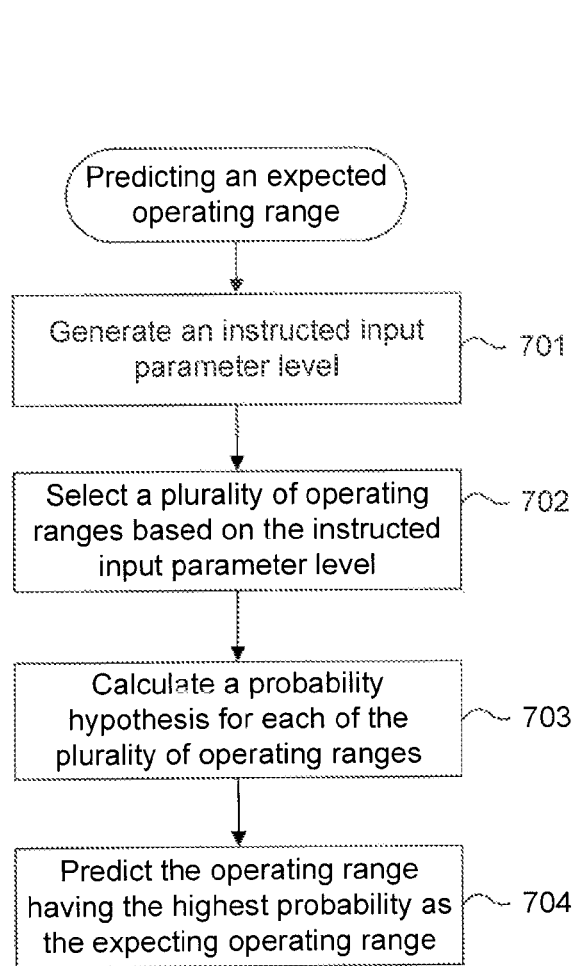 Predicting an expected
operating range
Generate an instructed input
parameter level
701
Select a plurality of operating
ranges based on the instructed
input parameter level
702
Calculate a probability
hypothesis for each of the
plurality of operating ranges
703
Predict the operating range
having the highest probability as
the expecting operating range
704